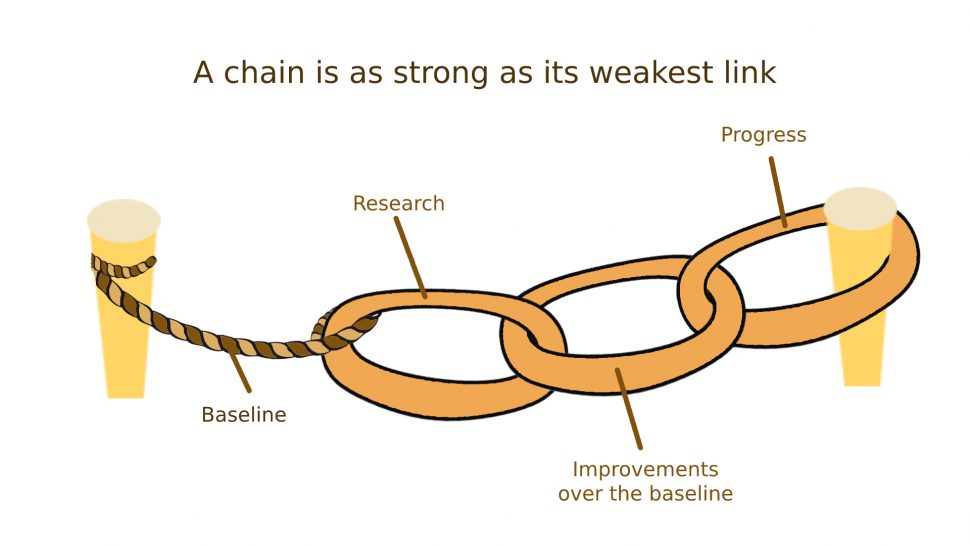 A chain is as strong as its weakest link
Progress
Research
Baseline
Improvements
over the baseline